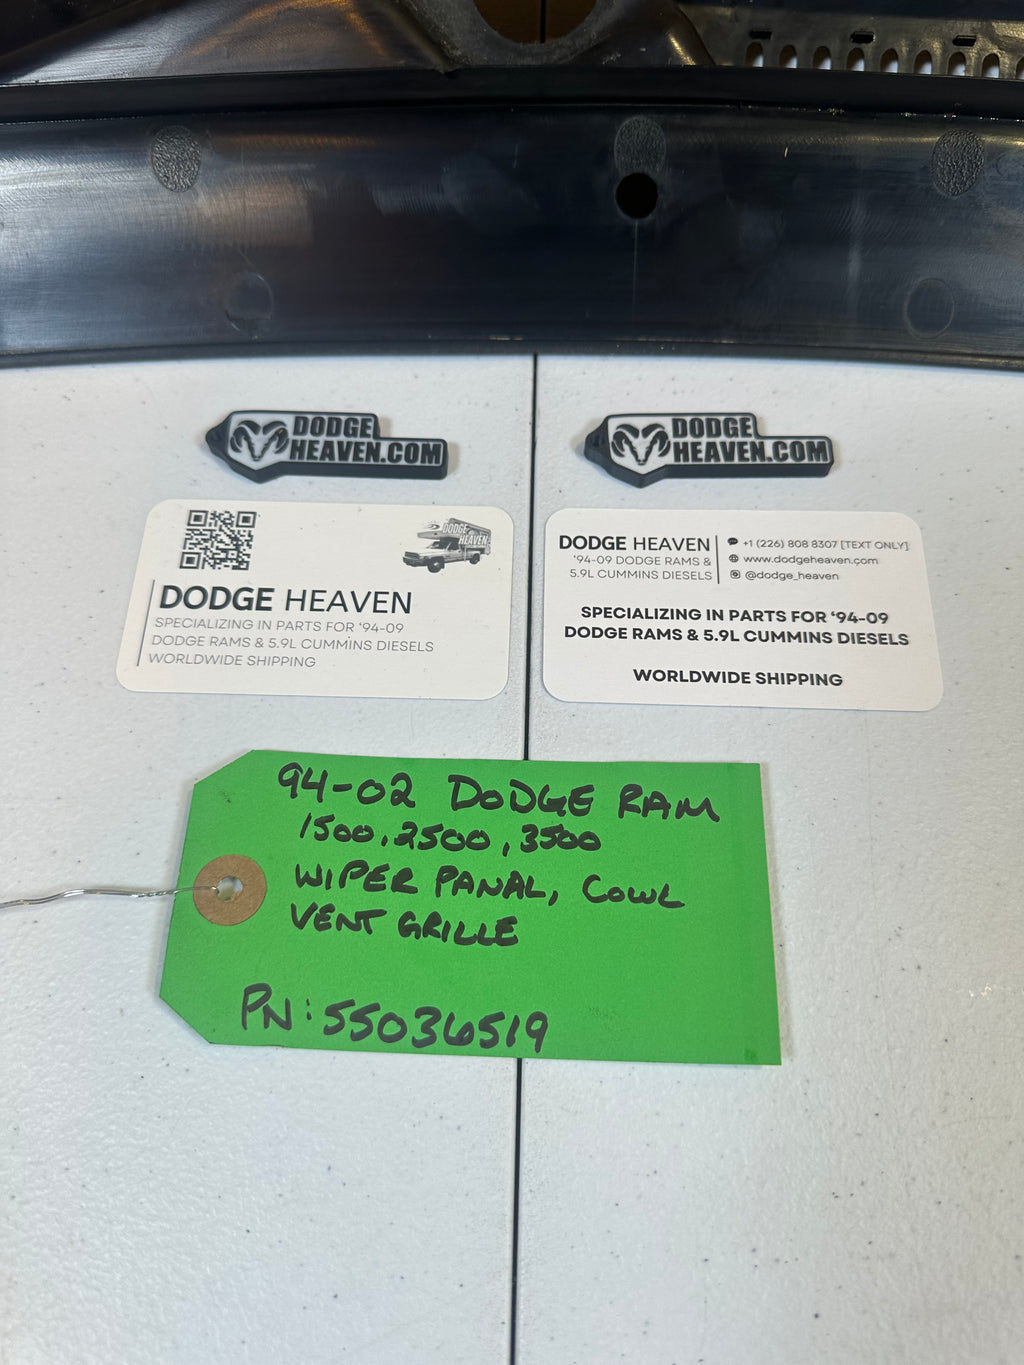 DODGE
HEAVEN.COM
DODGE
HEAVEN.COM
DODGE
HEAVEN
DODGE HEAVEN
SPECIALIZING IN PARTS FOR '94-09
DODGE RAMS & 5.9L CUMMINS DIESELS
WORLDWIDE SHIPPING
DODGE HEAVEN
'94-09 DODGE RAMS &
5.9L CUMMINS DIESELS
+1 (226) 808 8307 [TEXT ONLY]
www.dodgeheaven.com
@dodge_heaven
SPECIALIZING IN PARTS FOR '94-09
DODGE RAMS & 5.9L CUMMINS DIESELS
WORLDWIDE SHIPPING
94-02 DODGE RAM
1500, 2500, 3500
WIPER PANAL, COWL
VENT GRILLE
PN: 55036519